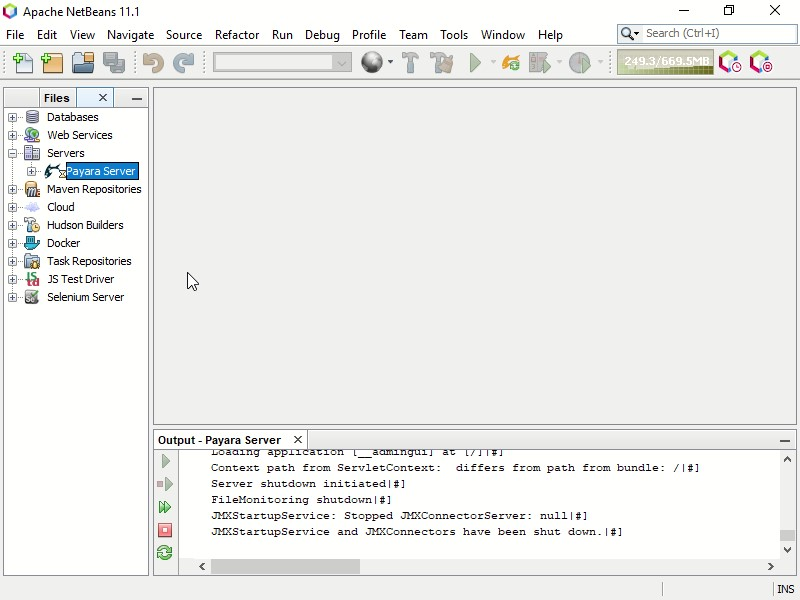 Apache NetBeans 11.1
File Edit View Navigate Source Refactor Run Debug Profile Team Tools Window Help
Search (Ctrl+I)
249.3/669.5MB
Files
Databases
Web Services
Servers
Payara Server
Maven Repositories
Cloud
Hudson Builders
Docker
Task Repositories
JS Test Driver
Selenium Server
Output - Payara Server
Loading application [__admingui] at [/]|#]
Context path from ServletContext:  differs from path from bundle: /|#]
Server shutdown initiated|#]
FileMonitoring shutdown|#]
JMXStartupService: Stopped JMXConnectorServer: null|#]
JMXStartupService and JMXConnectors have been shut down.|#]
INS